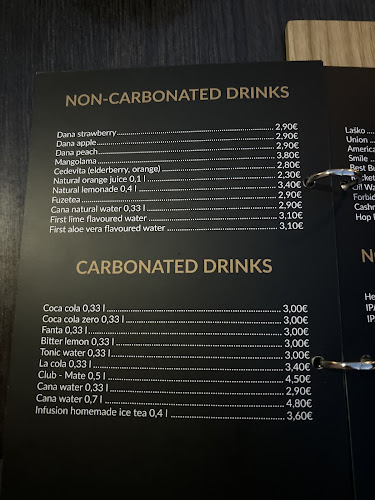 NON-CARBONATED DRINKS
Dana strawberry 2,90€
Dana apple 2,90€
Dana peach 2,90€
Mangolama 3,80€
Cedevita (elderberry, orange) 2,80€
Natural orange juice 0,1 l 2,30€
Natural lemonade 0,4 l 3,40€
Fuzetea 2,90€
Cana natural water 0,33 l 2,90€
First lime flavoured water 3,10€
First aloe vera flavoured water 3,10€
CARBONATED DRINKS
Coca cola 0,33 l 3,00€
Coca cola zero 0,33 l 3,00€
Fanta 0,33 l 3,00€
Bitter lemon 0,33 l 3,00€
Tonic water 0,33 l 3,00€
La cola 0,33 l 3,40€
Club - Mate 0,5 l 4,50€
Cana water 0,33 l 2,90€
Cana water 0,7 l 4,80€
Infusion homemade ice tea 0,4 l 3,60€
Laško
Union
America
Smile
Best Bu
Forbid
Hop